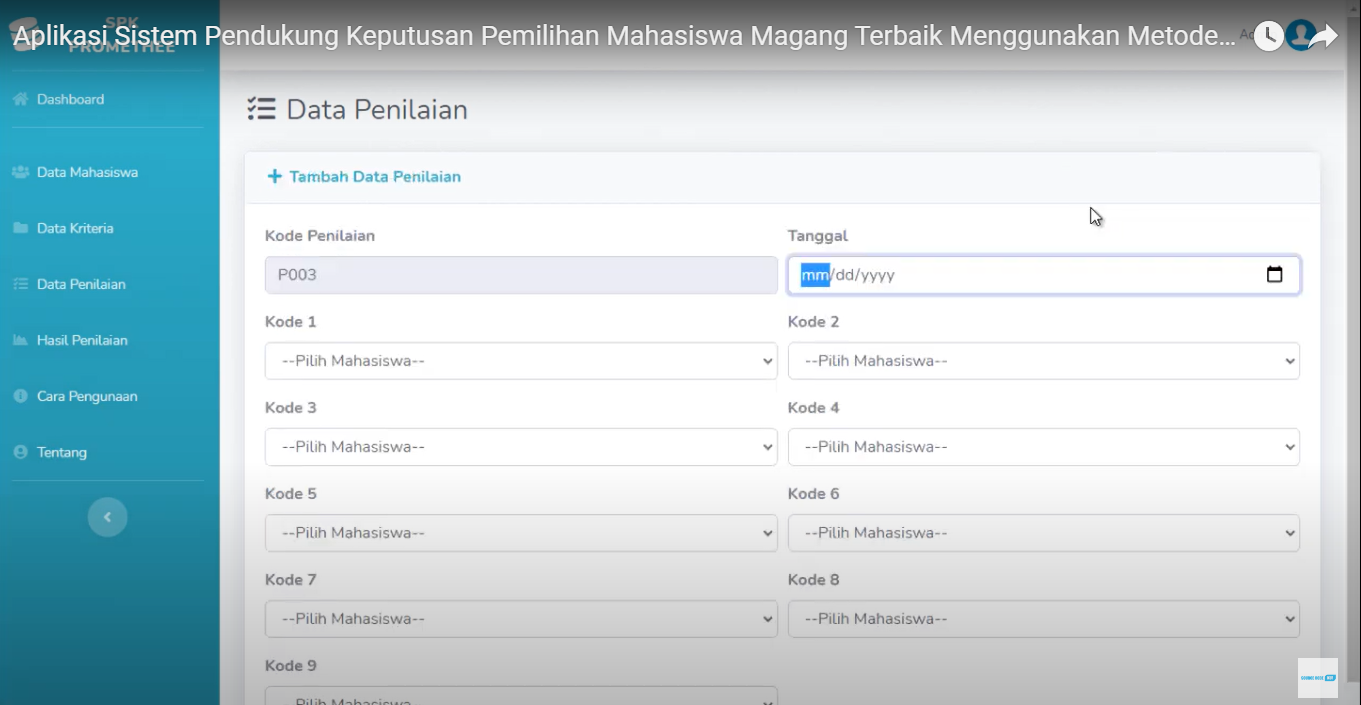 SPK
PROMETHEE
Aplikasi Sistem Pendukung Keputusan Pemilihan Mahasiswa Magang Terbaik Menggunakan Metode...
Dashboard
Data Mahasiswa
Data Kriteria
Data Penilaian
Hasil Penilaian
Cara Pengunaan
Tentang
Data Penilaian
+ Tambah Data Penilaian
Kode Penilaian
Tanggal
P003
mm/dd/yyyy
Kode 1
Kode 2
--Pilih Mahasiswa--
--Pilih Mahasiswa--
Kode 3
Kode 4
--Pilih Mahasiswa--
--Pilih Mahasiswa--
Kode 5
Kode 6
--Pilih Mahasiswa--
--Pilih Mahasiswa--
Kode 7
Kode 8
--Pilih Mahasiswa--
--Pilih Mahasiswa--
Kode 9
--Pilih Mahasiswa--